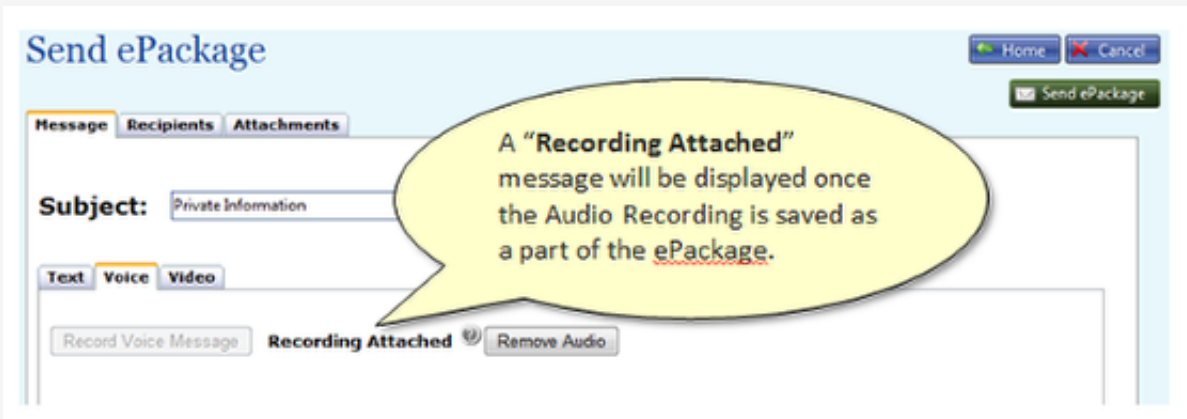 Send ePackage
Home Cancel
Send ePackage
Message Recipients Attachments
A “Recording Attached”
message will be displayed once
the Audio Recording is saved as
a part of the ePackage.
Subject: Private Information
Text Voice Video
Record Voice Message Recording Attached Remove Audio